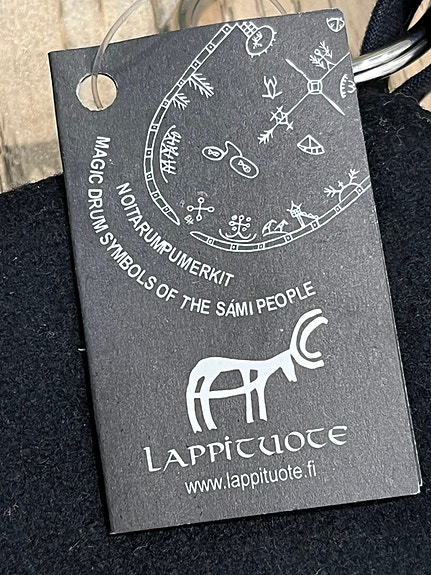 NOITARUMPUMERKIT
MAGIC DRUM SYMBOLS OF THE SÁMI PEOPLE
LAPPITUOTE
www.lappituote.fi